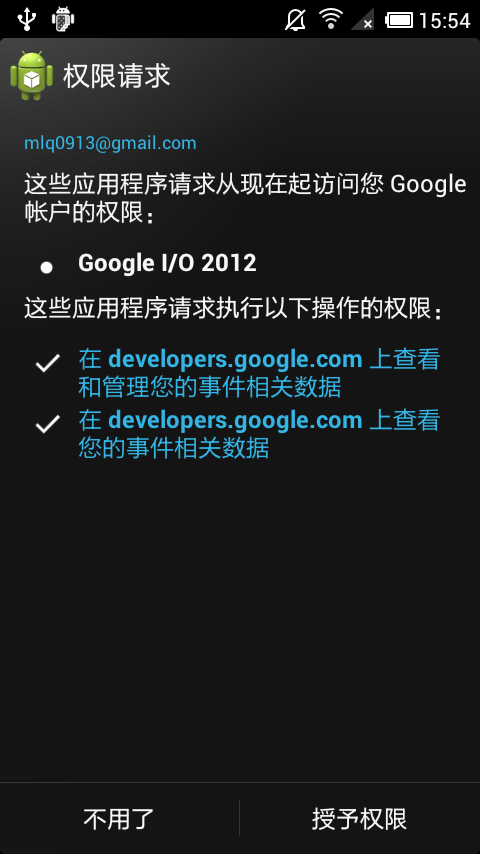 15:54
权限请求
mlq0913@gmail.com
这些应用程序请求从现在起访问您 Google
帐户的权限：
Google I/O 2012
这些应用程序请求执行以下操作的权限：
在 developers.google.com 上查看
和管理您的事件相关数据
在 developers.google.com 上查看
您的事件相关数据
不用了
授予权限